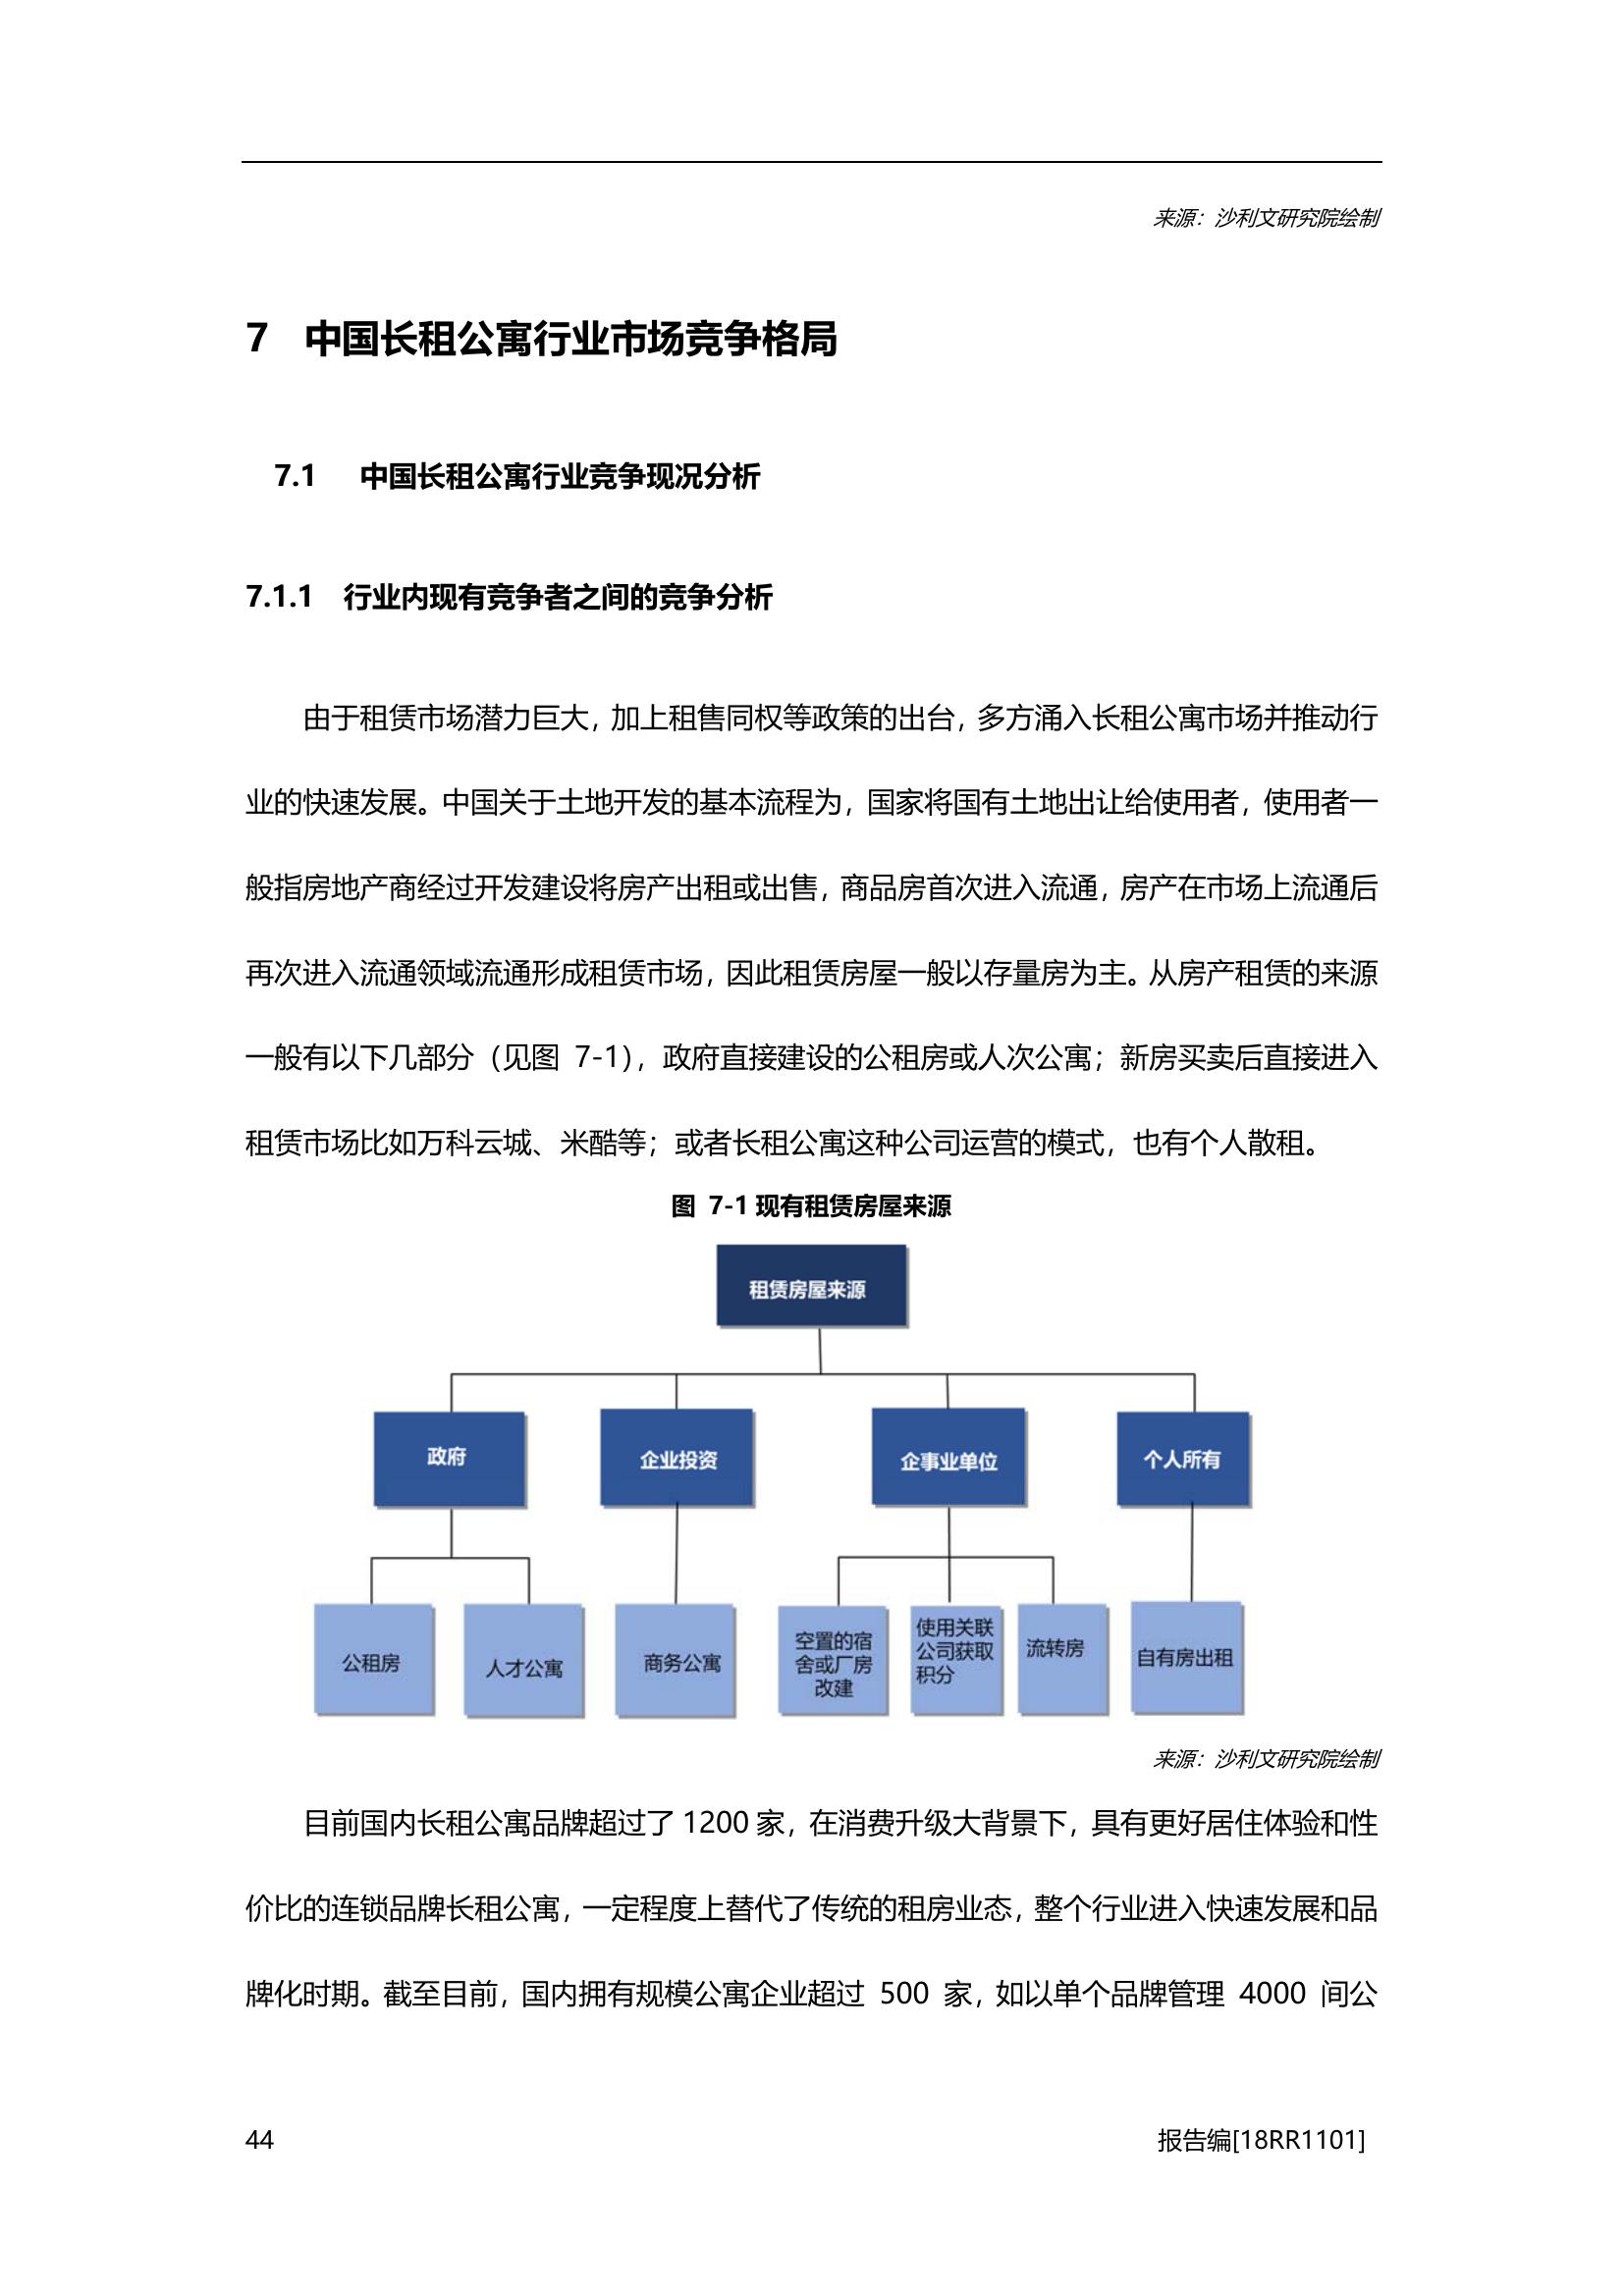 来源：沙利文研究院绘制
7 中国长租公寓行业市场竞争格局
7.1 中国长租公寓行业竞争现况分析
7.1.1 行业内现有竞争者之间的竞争分析
由于租赁市场潜力巨大，加上租售同权等政策的出台，多方涌入长租公寓市场并推动行
业的快速发展。中国关于土地开发的基本流程为，国家将国有土地出让给使用者，使用者一
般指房地产商经过开发建设将房产出租或出售，商品房首次进入流通，房产在市场上流通后
再次进入流通领域流通形成租赁市场，因此租赁房屋一般以存量房为主。从房产租赁的来源
一般有以下几部分（见图 7-1），政府直接建设的公租房或人次公寓；新房买卖后直接进入
租赁市场比如万科云城、米酷等；或者长租公寓这种公司运营的模式，也有个人散租。
图 7-1 现有租赁房屋来源
租赁房屋来源
政府
企业投资
企事业单位
个人所有
公租房
人才公寓
商务公寓
空置的宿
舍或厂房
改建
使用关联
公司获取
积分
流转房
自有房出租
来源：沙利文研究院绘制
目前国内长租公寓品牌超过了 1200 家，在消费升级大背景下，具有更好居住体验和性
价比的连锁品牌长租公寓，一定程度上替代了传统的租房业态，整个行业进入快速发展和品
牌化时期。截至目前，国内拥有规模公寓企业超过 500 家，如以单个品牌管理 4000 间公
44
报告编[18RR1101]